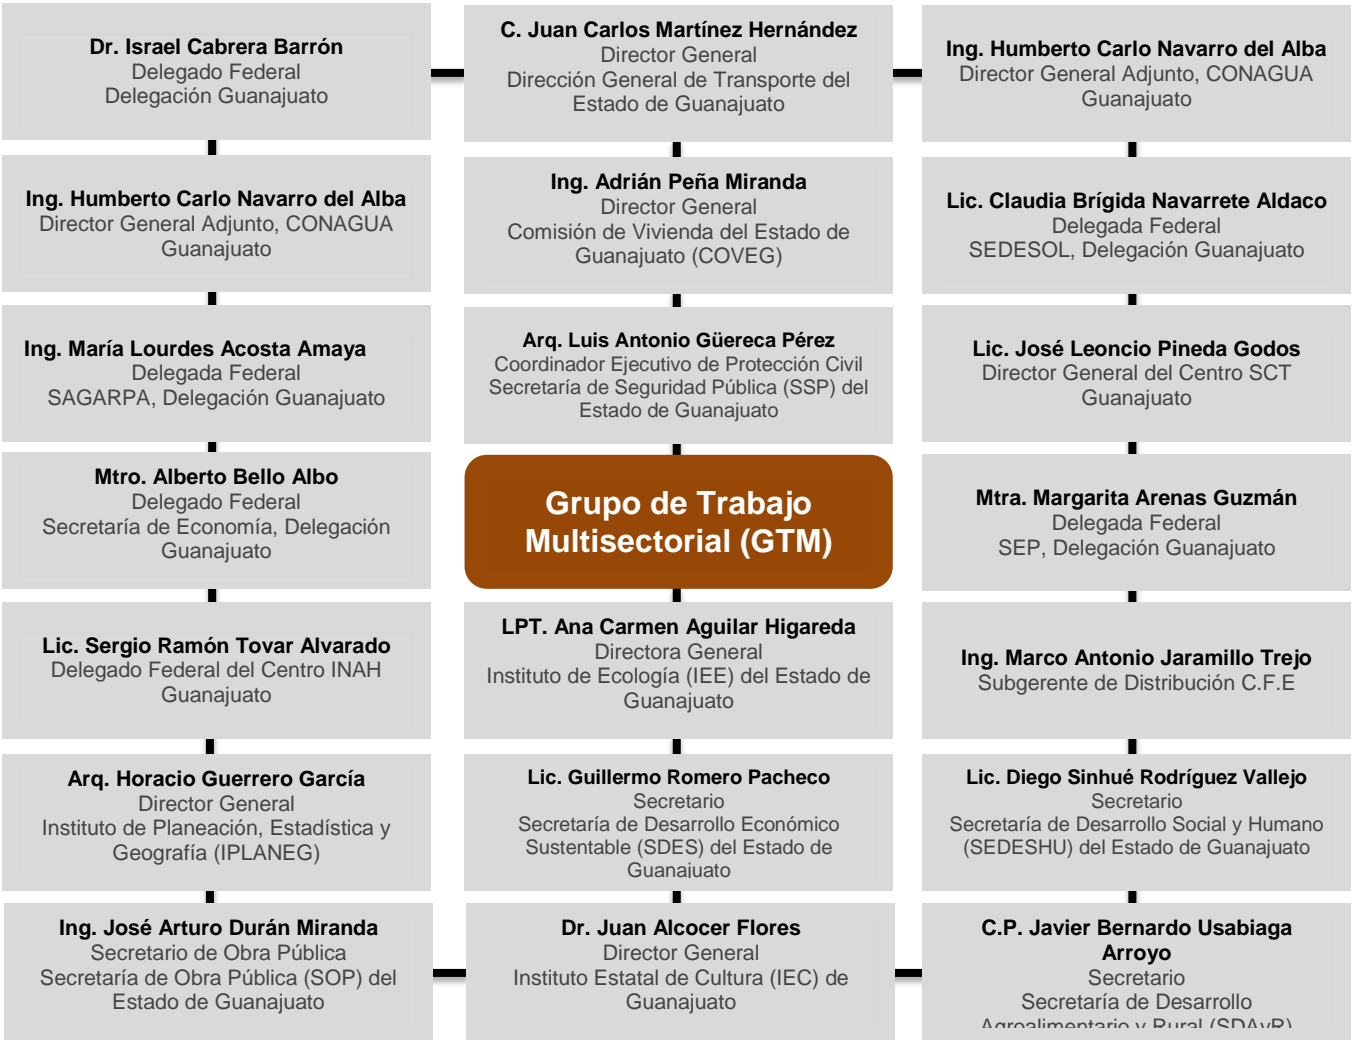 Dr. Israel Cabrera Barrón
Delegado Federal
Delegación Guanajuato
C. Juan Carlos Martínez Hernández
Director General
Dirección General de Transporte del
Estado de Guanajuato
Ing. Humberto Carlo Navarro del Alba
Director General Adjunto, CONAGUA
Guanajuato
Ing. Humberto Carlo Navarro del Alba
Director General Adjunto, CONAGUA
Guanajuato
Ing. Adrián Peña Miranda
Director General
Comisión de Vivienda del Estado de
Guanajuato (COVEG)
Lic. Claudia Brígida Navarrete Aldaco
Delegada Federal
SEDESOL, Delegación Guanajuato
Ing. María Lourdes Acosta Amaya
Delegada Federal
SAGARPA, Delegación Guanajuato
Arq. Luis Antonio Güereca Pérez
Coordinador Ejecutivo de Protección Civil
Secretaría de Seguridad Pública (SSP) del
Estado de Guanajuato
Lic. José Leoncio Pineda Godos
Director General del Centro SCT
Guanajuato
Mtro. Alberto Bello Albo
Delegado Federal
Secretaría de Economía, Delegación
Guanajuato
Grupo de Trabajo
Multisectorial (GTM)
Mtra. Margarita Arenas Guzmán
Delegada Federal
SEP, Delegación Guanajuato
Lic. Sergio Ramón Tovar Alvarado
Delegado Federal del Centro INAH
Guanajuato
LPT. Ana Carmen Aguilar Higareda
Directora General
Instituto de Ecología (IEE) del Estado de
Guanajuato
Ing. Marco Antonio Jaramillo Trejo
Subgerente de Distribución C.F.E
Arq. Horacio Guerrero García
Director General
Instituto de Planeación, Estadística y
Geografía (IPLANEG)
Lic. Guillermo Romero Pacheco
Secretario
Secretaría de Desarrollo Económico
Sustentable (SDES) del Estado de
Guanajuato
Lic. Diego Sinhué Rodríguez Vallejo
Secretario
Secretaría de Desarrollo Social y Humano
(SEDESHU) del Estado de Guanajuato
Ing. José Arturo Durán Miranda
Secretario de Obra Pública
Secretaría de Obra Pública (SOP) del
Estado de Guanajuato
Dr. Juan Alcocer Flores
Director General
Instituto Estatal de Cultura (IEC) de
Guanajuato
C.P. Javier Bernardo Usabiaga
Arroyo
Secretario
Secretaría de Desarrollo
Agroalimentario y Rural (SDAyR)